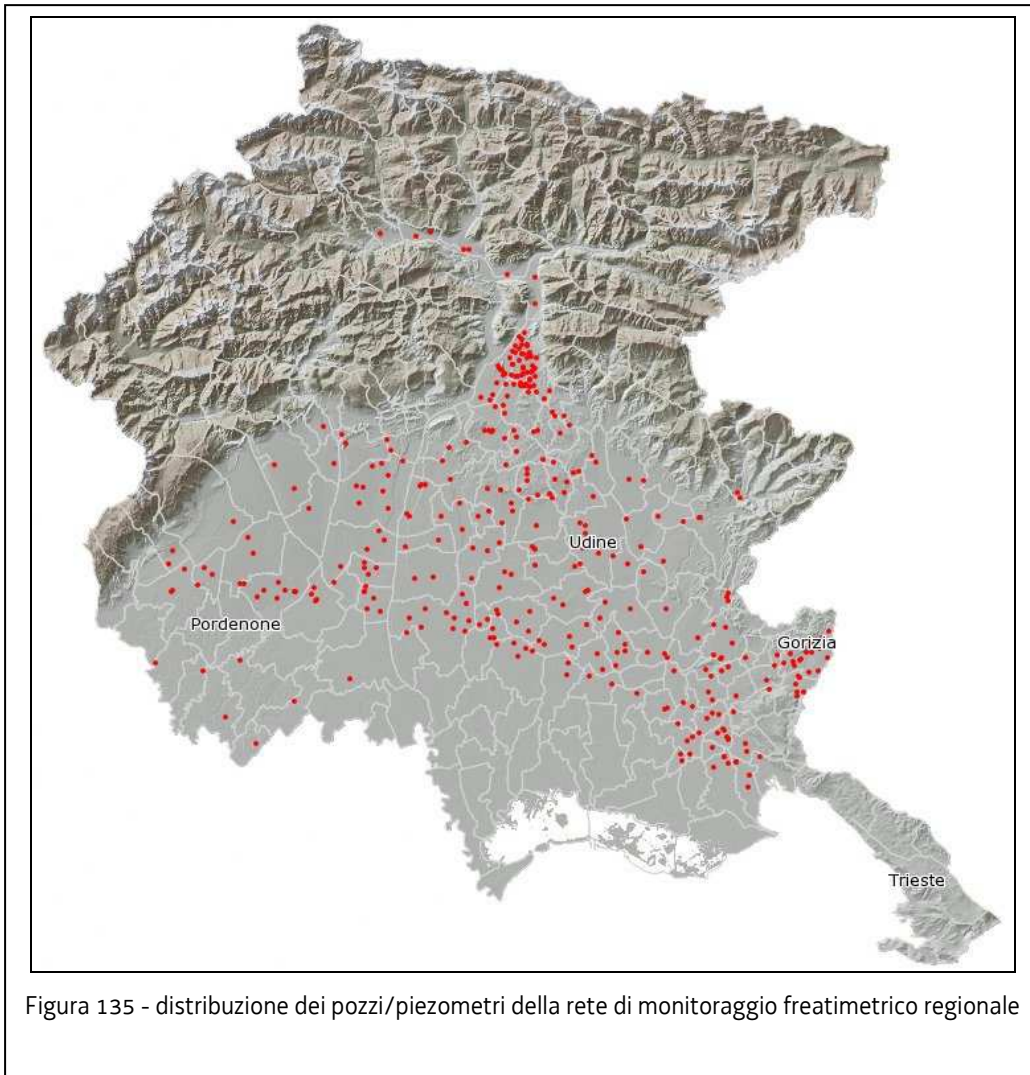 Udine
Pordenone
Gorizia
Trieste
Figura 135 - distribuzione dei pozzi/piezometri della rete di monitoraggio freatimetrico regionale